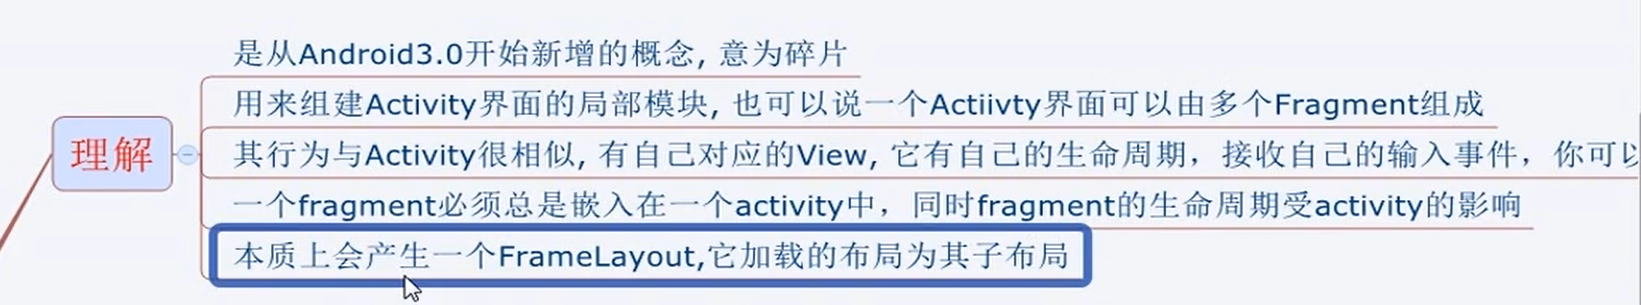 是从Android3.0开始新增的概念, 意为碎片
用来组建Activity界面的局部模块, 也可以说一个Actiivty界面可以由多个Fragment组成
理解
其行为与Activity很相似, 有自己对应的View, 它有自己的生命周期，接收自己的输入事件，你可
一个fragment必须总是嵌入在一个activity中，同时fragment的生命周期受activity的影响
本质上会产生一个FrameLayout,它加载的布局为其子布局